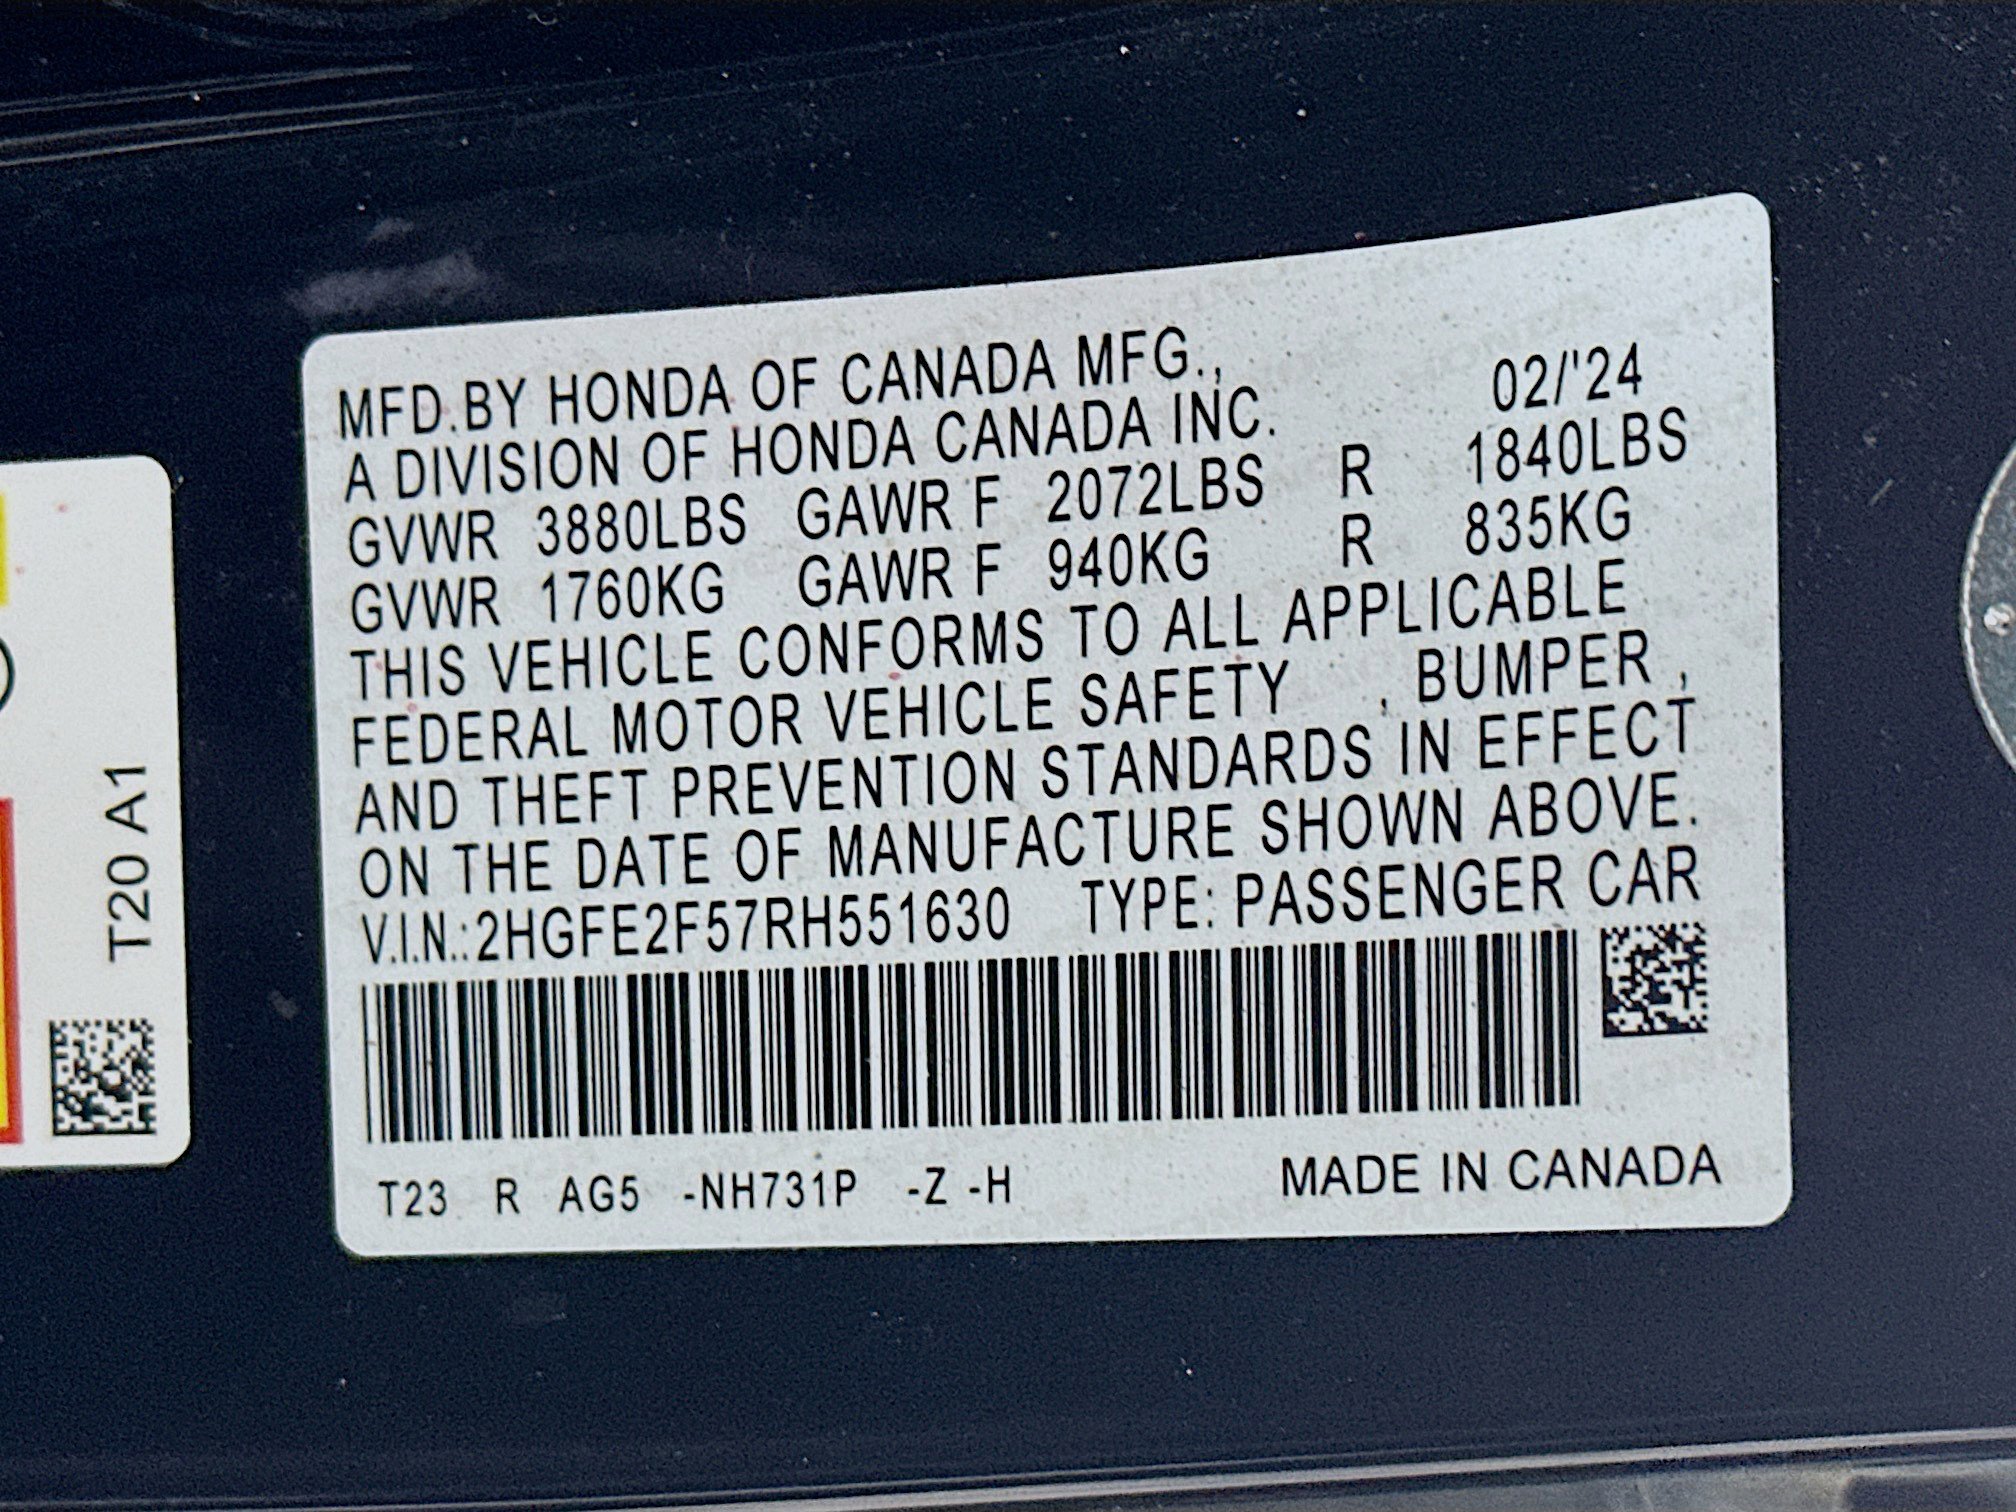 MFD.BY HONDA OF CANADA MFG.,
A DIVISION OF HONDA CANADA INC. 02/'24
GVWR 3880LBS GAWR F 2072LBS R 1840LBS
GVWR 1760KG GAWR F 940KG R 835KG
THIS VEHICLE CONFORMS TO ALL APPLICABLE
FEDERAL MOTOR VEHICLE SAFETY , BUMPER ,
AND THEFT PREVENTION STANDARDS IN EFFECT
ON THE DATE OF MANUFACTURE SHOWN ABOVE.
V.I.N.:2HGFE2F57RH551630 TYPE: PASSENGER CAR
T23 R AG5 -NH731P -Z -H MADE IN CANADA
T20 A1